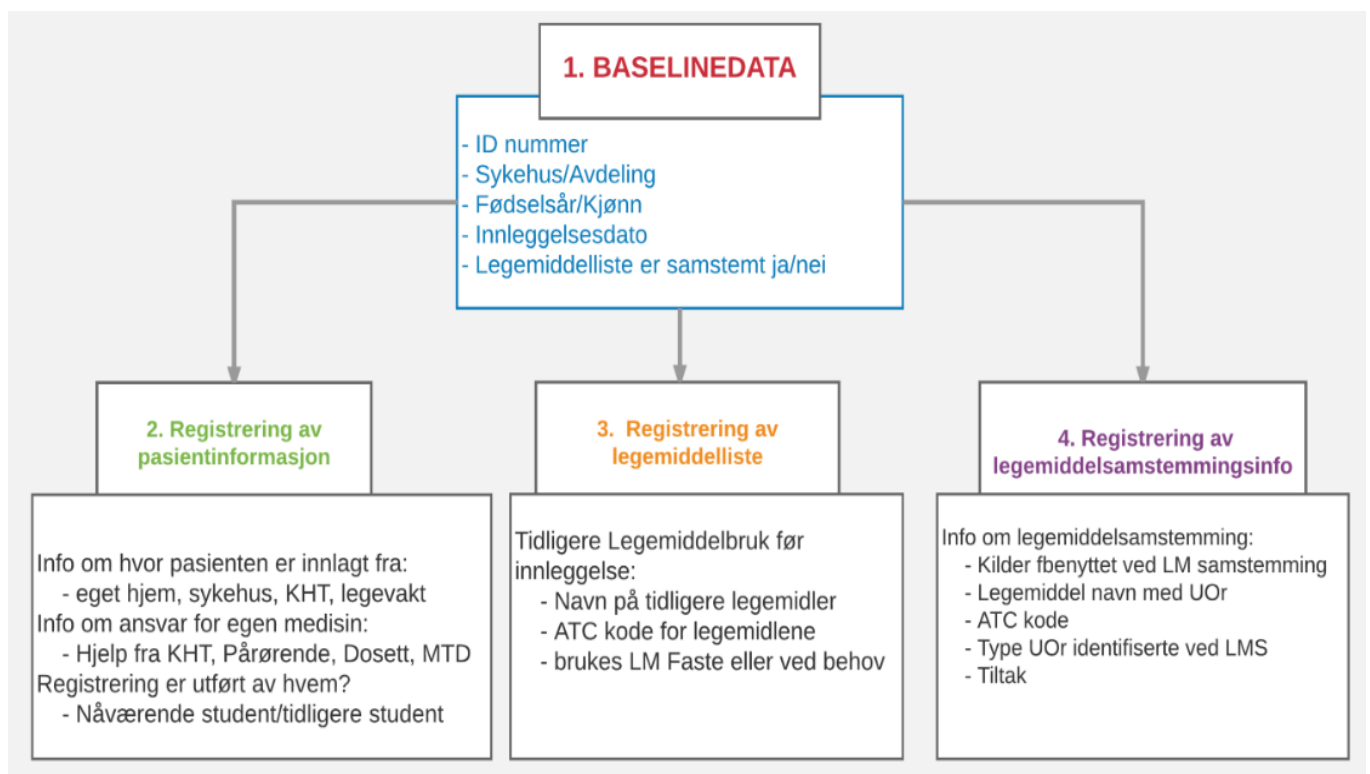 1. BASELINEDATA
- ID nummer
- Sykehus/Avdeling
- Fødselsår/Kjønn
- Innleggelsesdato
- Legemiddelliste er samstemt ja/nei
2. Registrering av
pasientinformasjon
Info om hvor pasienten er innlagt fra:
- eget hjem, sykehus, KHT, legevakt
Info om ansvar for egen medisin:
- Hjelp fra KHT, Pårørende, Dosett, MTD
Registrering er utført av hvem?
- Nåværende student/tidligere student
3. Registrering av
legemiddelliste
Tidligere Legemiddelbruk før
innleggelse:
- Navn på tidligere legemidler
- ATC kode for legemidlene
- brukes LM Faste eller ved behov
4. Registrering av
legemiddelsamstemmingsinfo
Info om legemiddelsamstemming:
- Kilder fbenyttet ved LM samstemming
- Legemiddel navn med UOr
- ATC kode
- Type UOr identifiserte ved LMS
- Tiltak